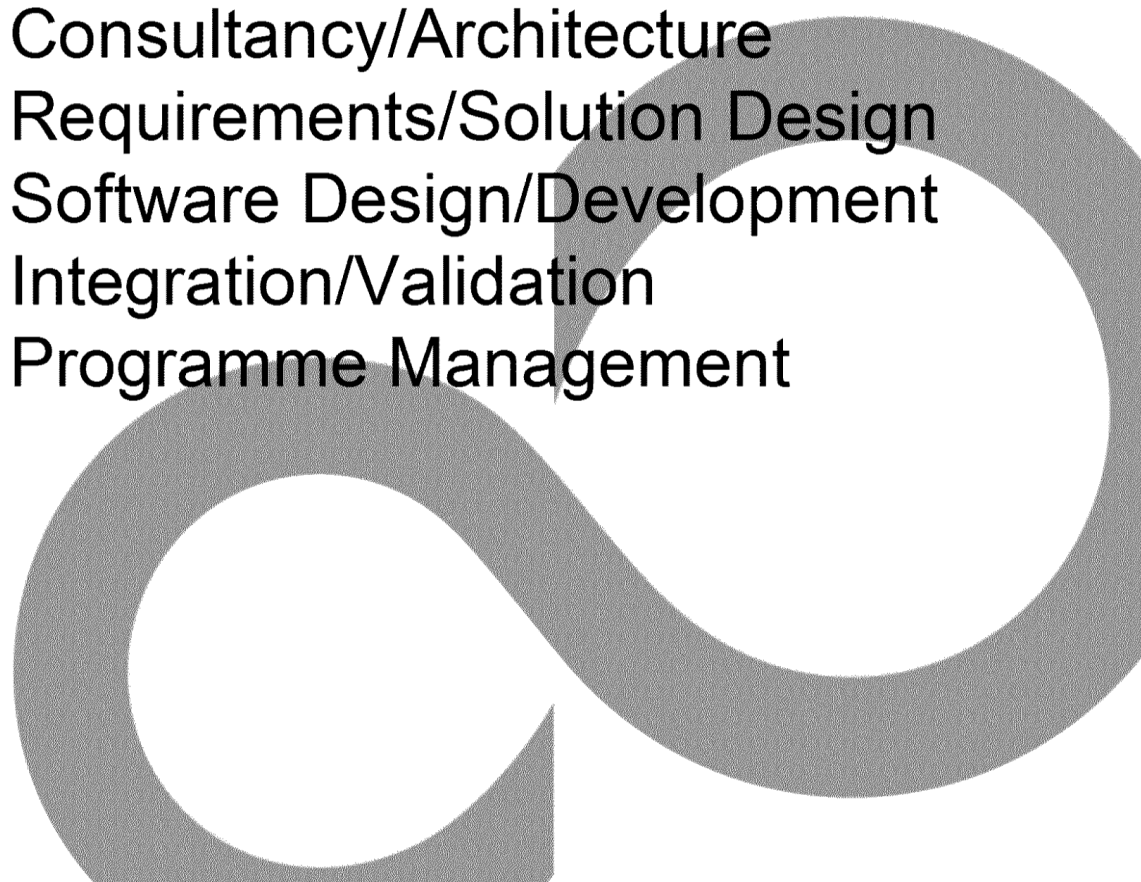 Consultancy/Architecture
Requirements/Solution Design
Software Design/Development
Integration/Validation
Programme Management